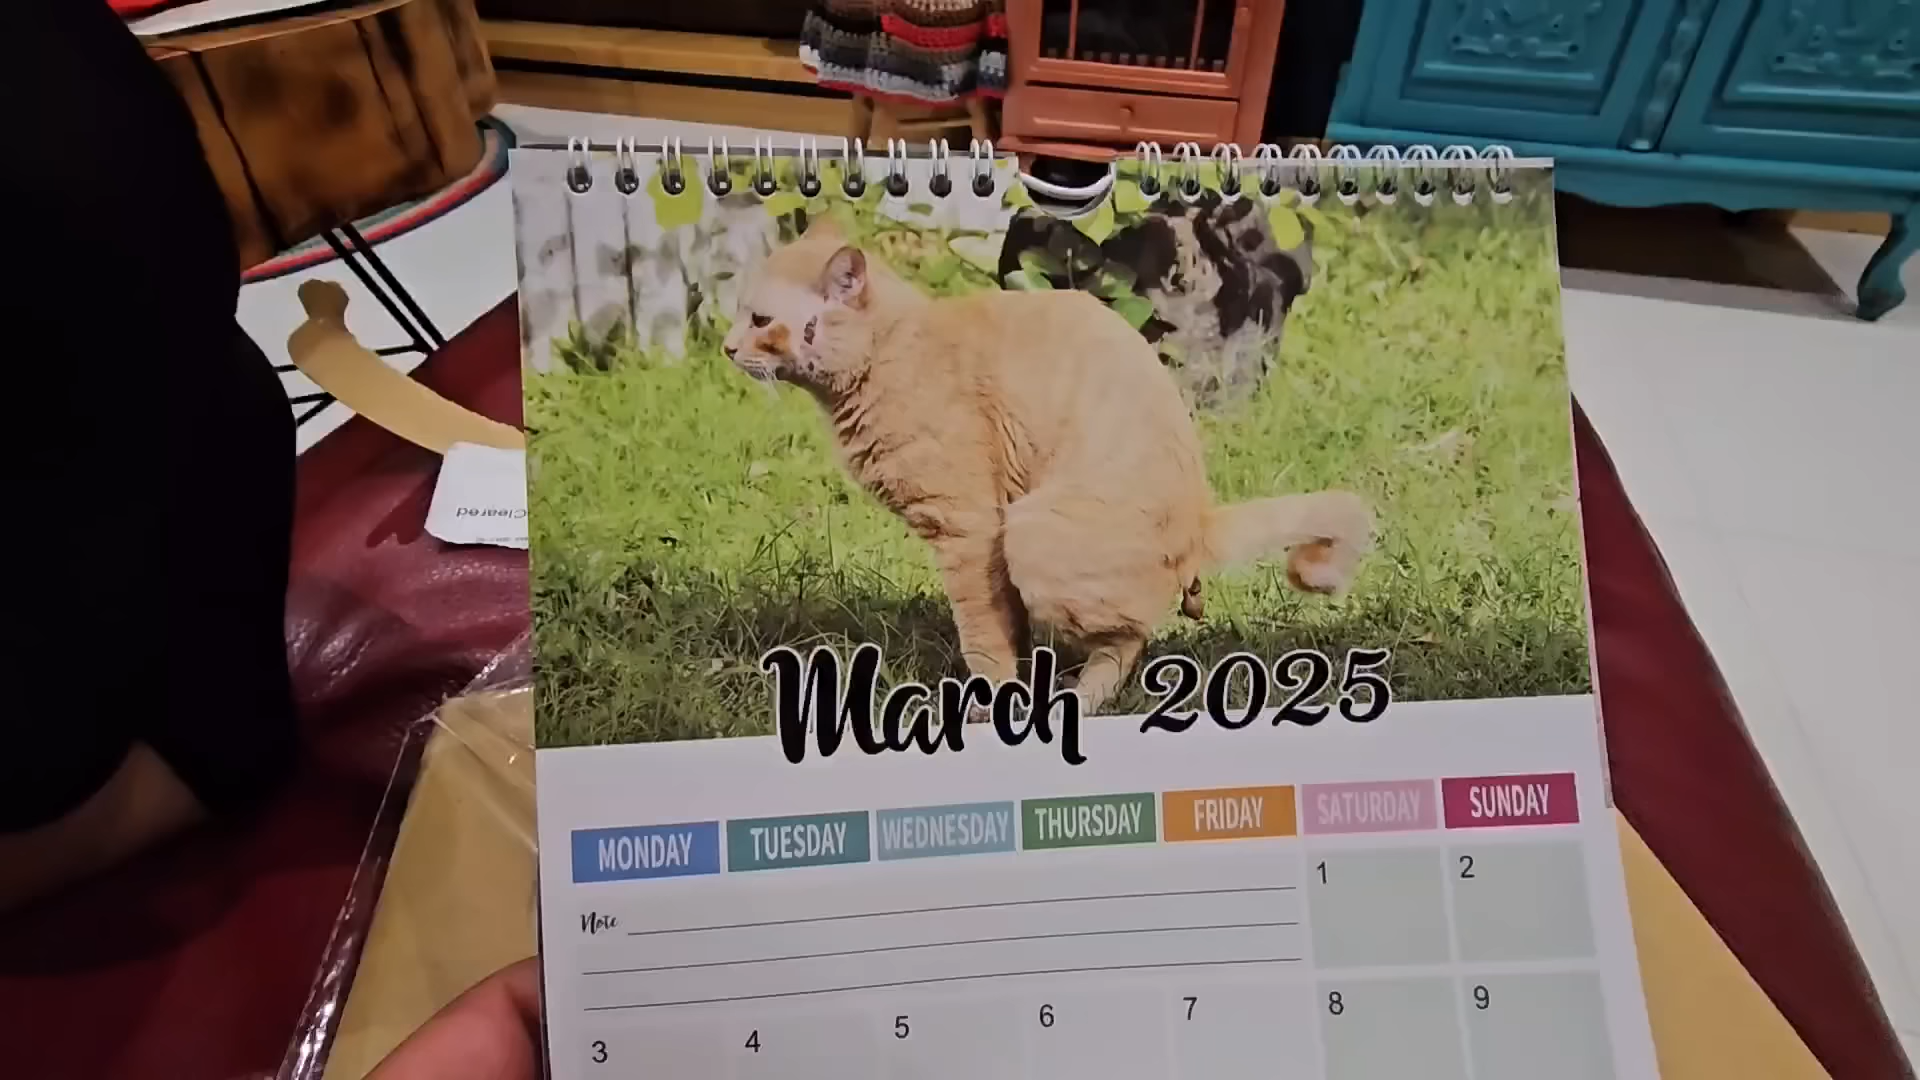 Cleared
March 2025
MONDAY TUESDAY WEDNESDAY THURSDAY FRIDAY SATURDAY SUNDAY
Note 1 2
3 4 5 6 7 8 9